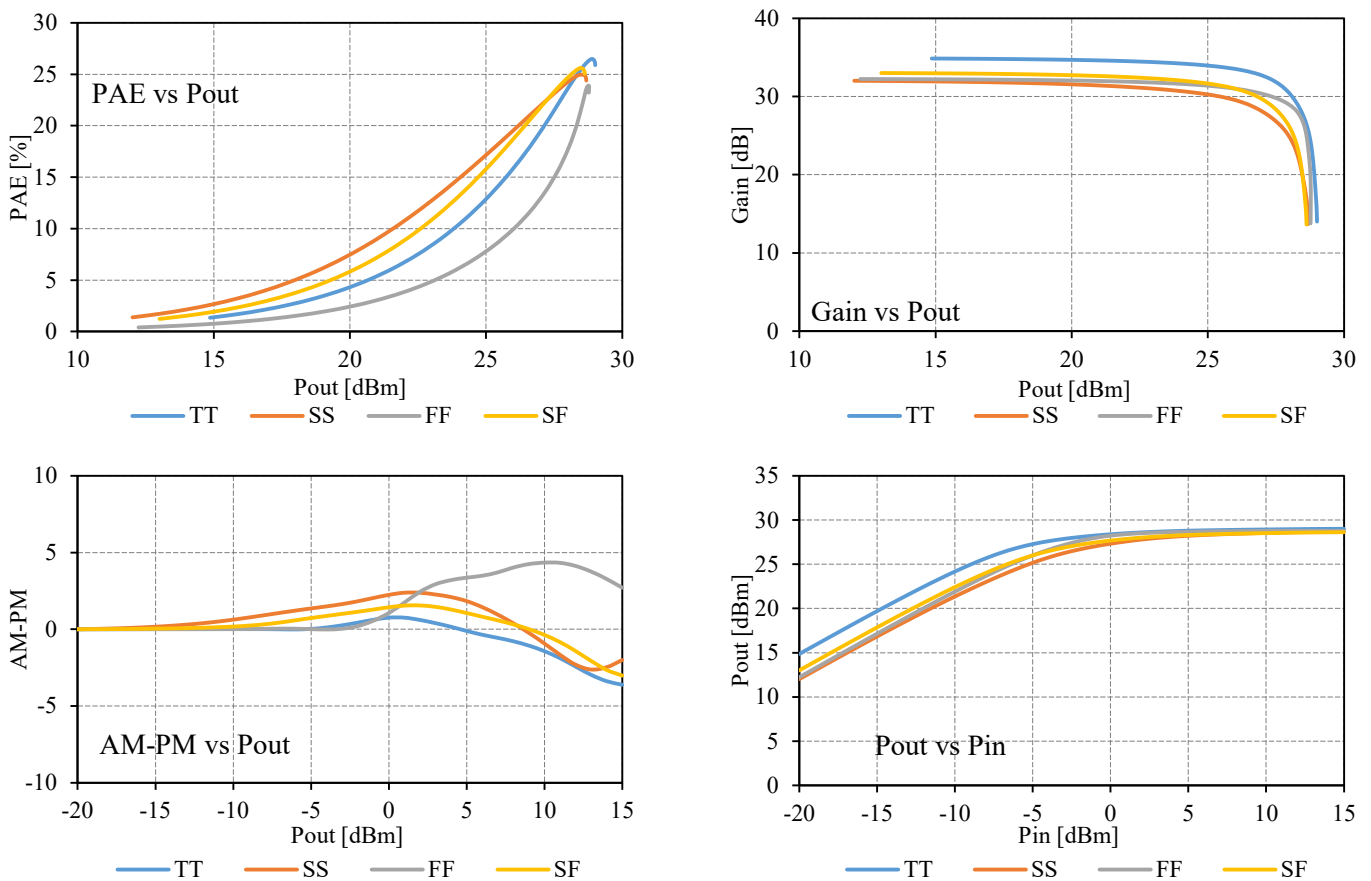 PAE vs Pout
PAE [%]
30
25
20
15
10
5
0
10 15 20 25 30
Pout [dBm]
TT SS FF SF
Gain vs Pout
Gain [dB]
40
30
20
10
0
10 15 20 25 30
Pout [dBm]
TT SS FF SF
AM-PM vs Pout
AM-PM
10
5
0
-5
-10
-20 -15 -10 -5 0 5 10 15
Pout [dBm]
TT SS FF SF
Pout vs Pin
Pout [dBm]
35
30
25
20
15
10
5
0
-20 -15 -10 -5 0 5 10 15
Pin [dBm]
TT SS FF SF